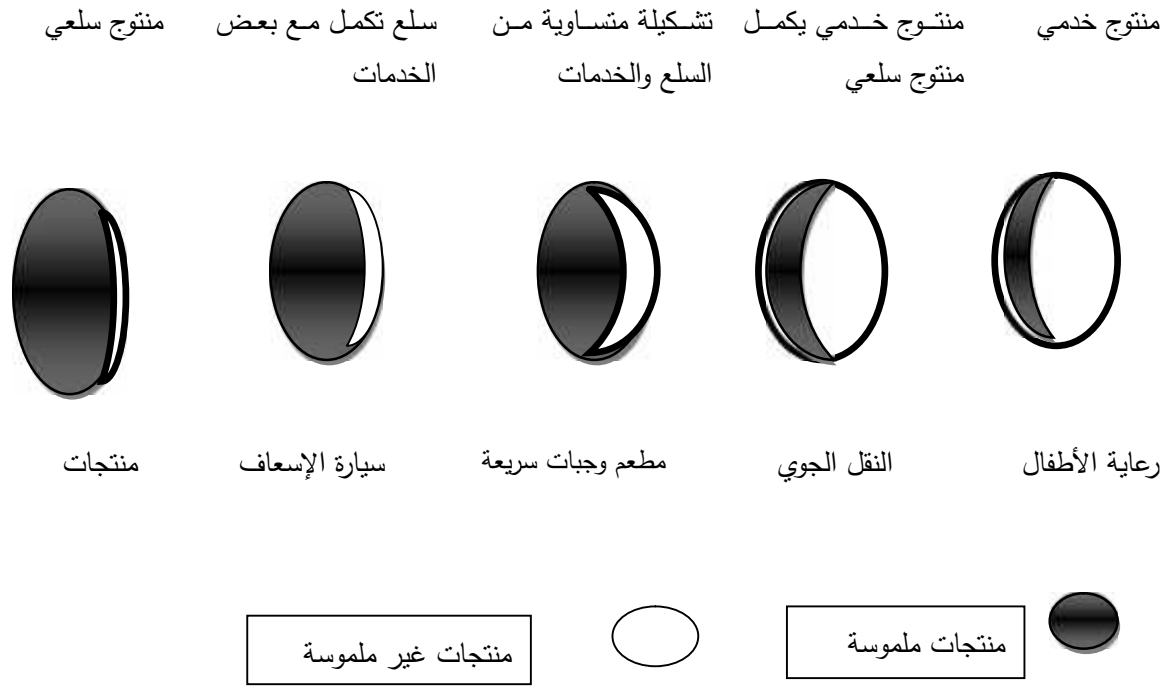 منتوج خدمي
منتوج خدمي يكمل
منتوج سلعي
تشكيلة متساوية من
السلع والخدمات
سلع تكمل مع بعض
الخدمات
منتوج سلعي
رعاية الأطفال
النقل الجوي
مطعم وجبات سريعة
سيارة الإسعاف
منتجات
منتجات ملموسة
منتجات غير ملموسة